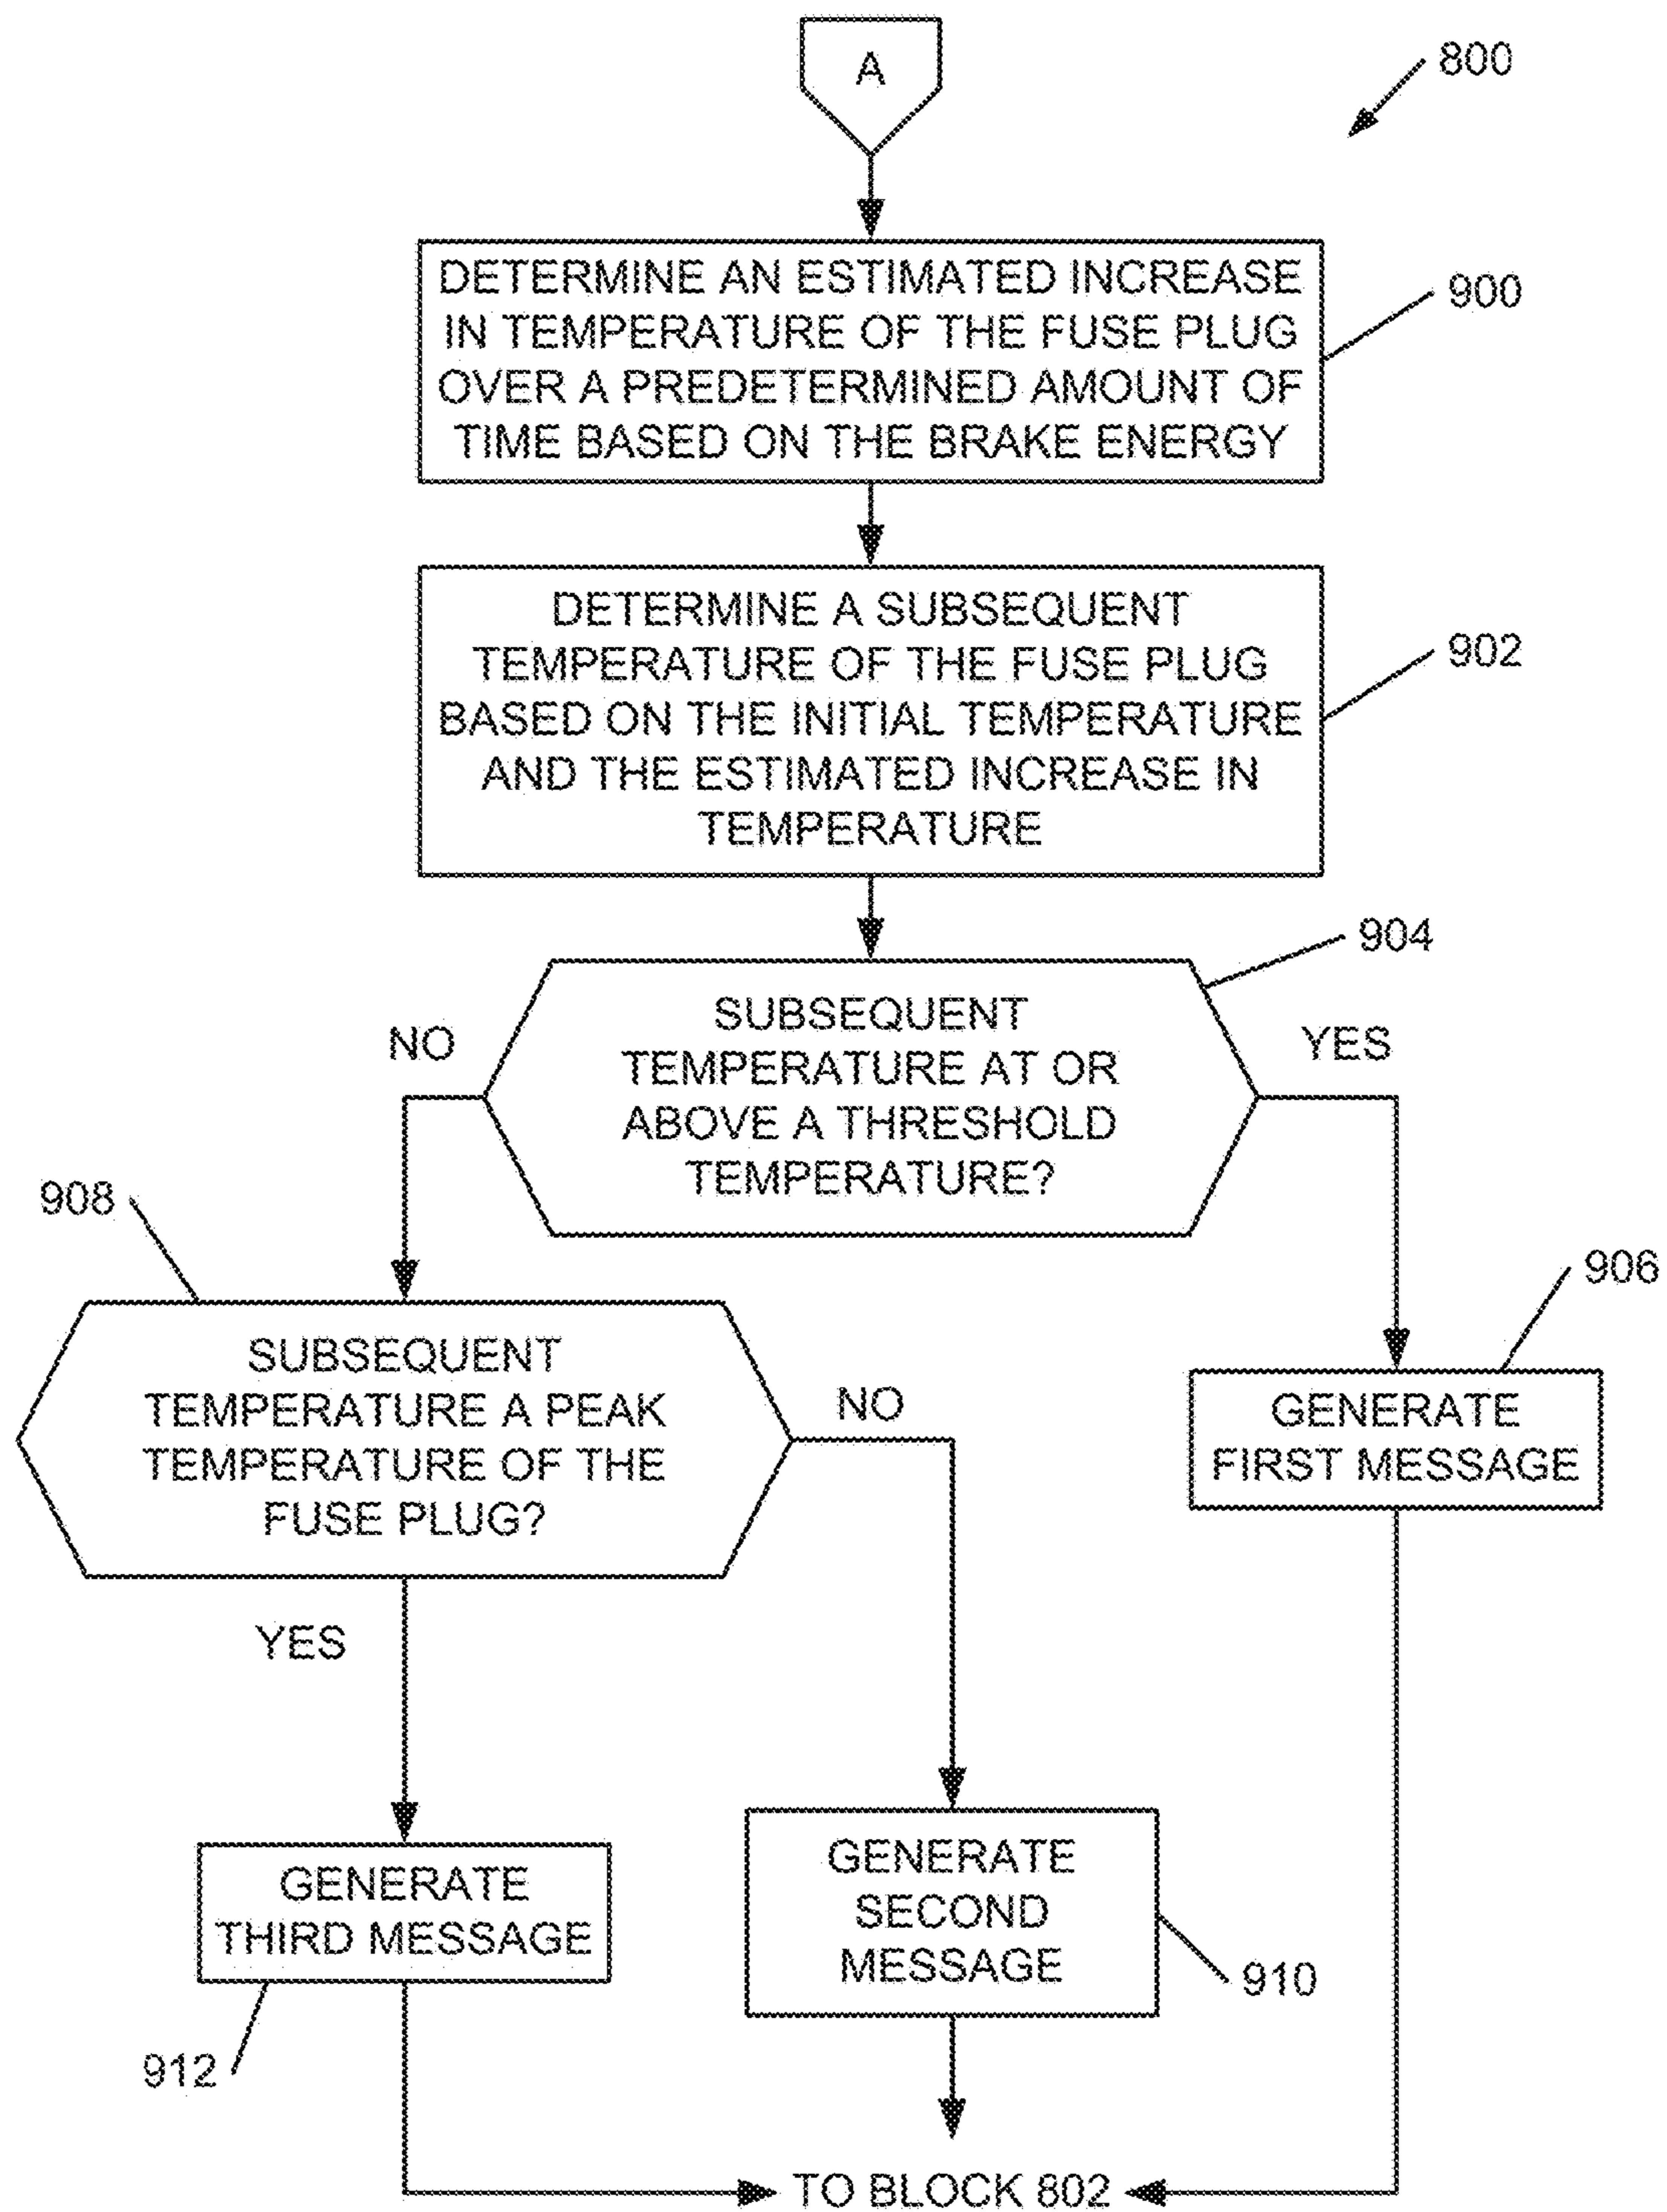 A
800
DETERMINE AN ESTIMATED INCREASE
IN TEMPERATURE OF THE FUSE PLUG
OVER A PREDETERMINED AMOUNT OF
TIME BASED ON THE BRAKE ENERGY
900
DETERMINE A SUBSEQUENT
TEMPERATURE OF THE FUSE PLUG
BASED ON THE INITIAL TEMPERATURE
AND THE ESTIMATED INCREASE IN
TEMPERATURE
902
904
SUBSEQUENT
TEMPERATURE AT OR
ABOVE A THRESHOLD
TEMPERATURE?
NO
YES
908
SUBSEQUENT
TEMPERATURE A PEAK
TEMPERATURE OF THE
FUSE PLUG?
NO
906
GENERATE
FIRST MESSAGE
YES
GENERATE
THIRD MESSAGE
912
GENERATE
SECOND
MESSAGE
910
TO BLOCK 802